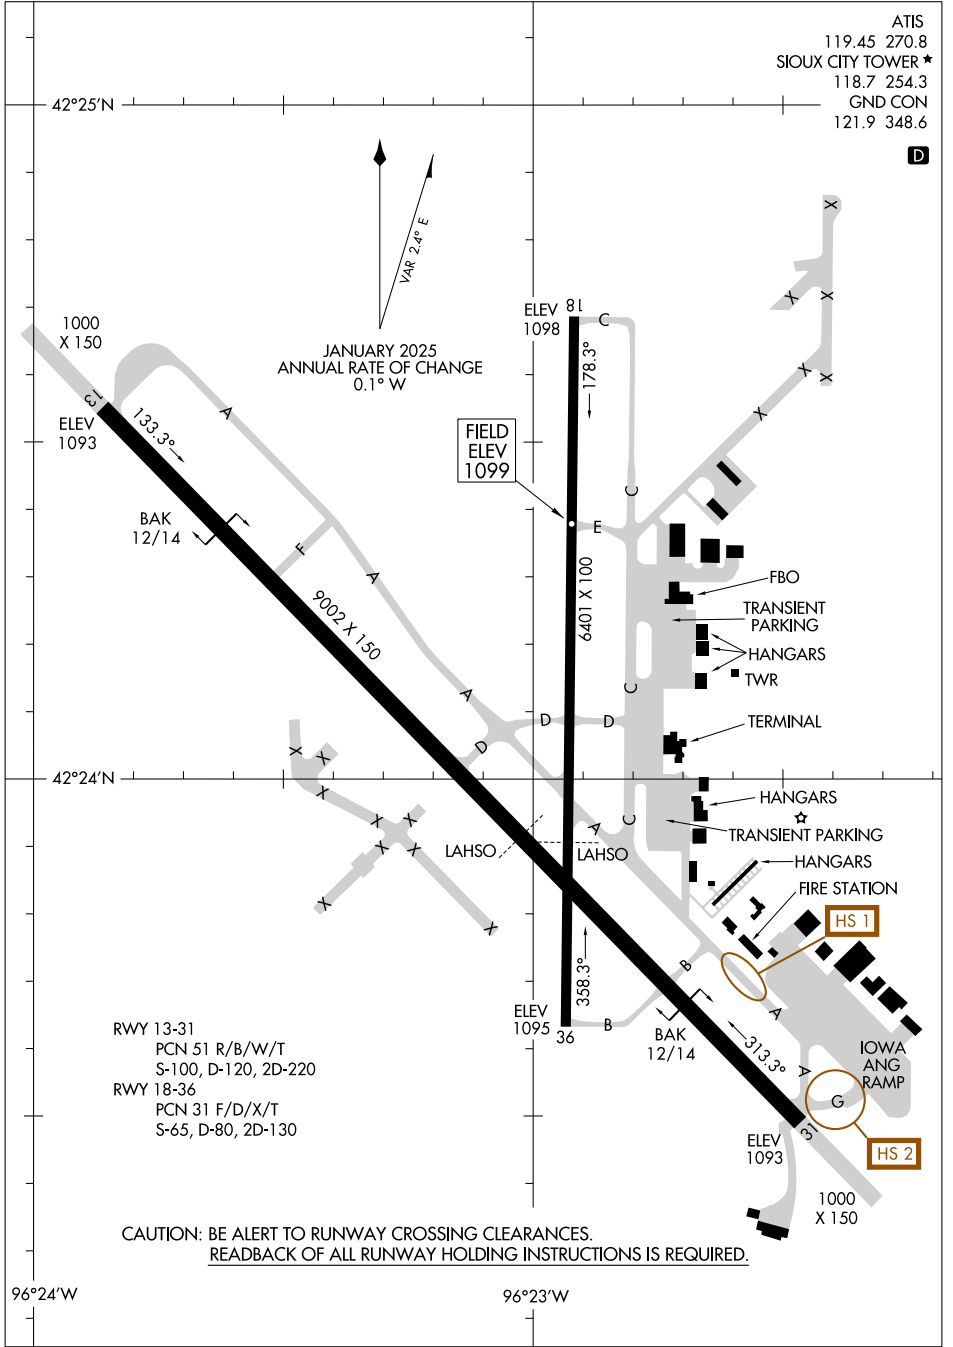 ATIS
119.45 270.8
SIOUX CITY TOWER ★
118.7 254.3
GND CON
121.9 348.6
D
42°25'N
VAR 2.4° E
JANUARY 2025
ANNUAL RATE OF CHANGE
0.1° W
1000
X 150
13
ELEV
1093
133.3°
A
ELEV
1098
18
C
178.3°
X
X
X
X
X
X
FIELD
ELEV
1099
BAK
12/14
F
A
C
E
6401 X 100
9002 X 150
FBO
TRANSIENT
PARKING
HANGARS
TWR
C
A
D
D
D
TERMINAL
42°24'N
X
X
X
X
X
X
X
X
X
LAHSO
LAHSO
A
C
HANGARS
TRANSIENT PARKING
HANGARS
FIRE STATION
HS 1
B
358.3°
ELEV
1095
36
B
BAK
12/14
A
313.3°
A
IOWA
ANG
RAMP
G
31
ELEV
1093
HS 2
1000
X 150
RWY 13-31
PCN 51 R/B/W/T
S-100, D-120, 2D-220
RWY 18-36
PCN 31 F/D/X/T
S-65, D-80, 2D-130
CAUTION: BE ALERT TO RUNWAY CROSSING CLEARANCES.
READBACK OF ALL RUNWAY HOLDING INSTRUCTIONS IS REQUIRED.
96°24'W
96°23'W